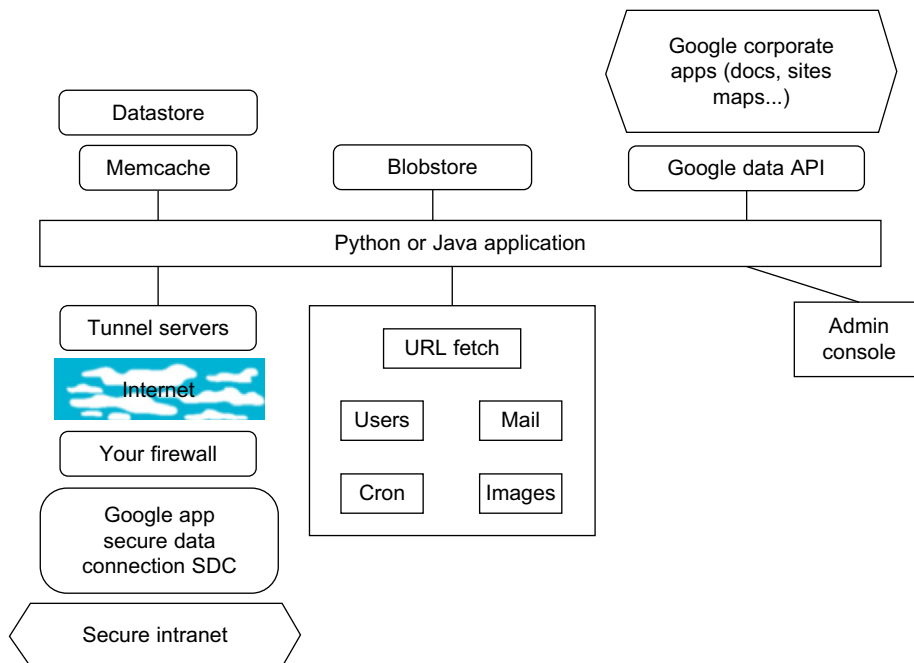 Google corporate
apps (docs, sites
maps...)
Datastore
Memcache
Blobstore
Google data API
Python or Java application
Tunnel servers
Internet
Your firewall
Google app
secure data
connection SDC
Secure intranet
URL fetch
Users
Mail
Cron
Images
Admin
console